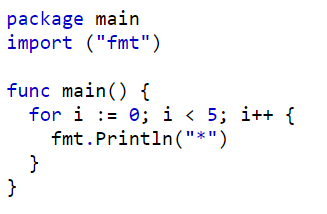 package main
import ("fmt")

func main() {
  for i := 0; i < 5; i++ {
    fmt.Println("*")
  }
}